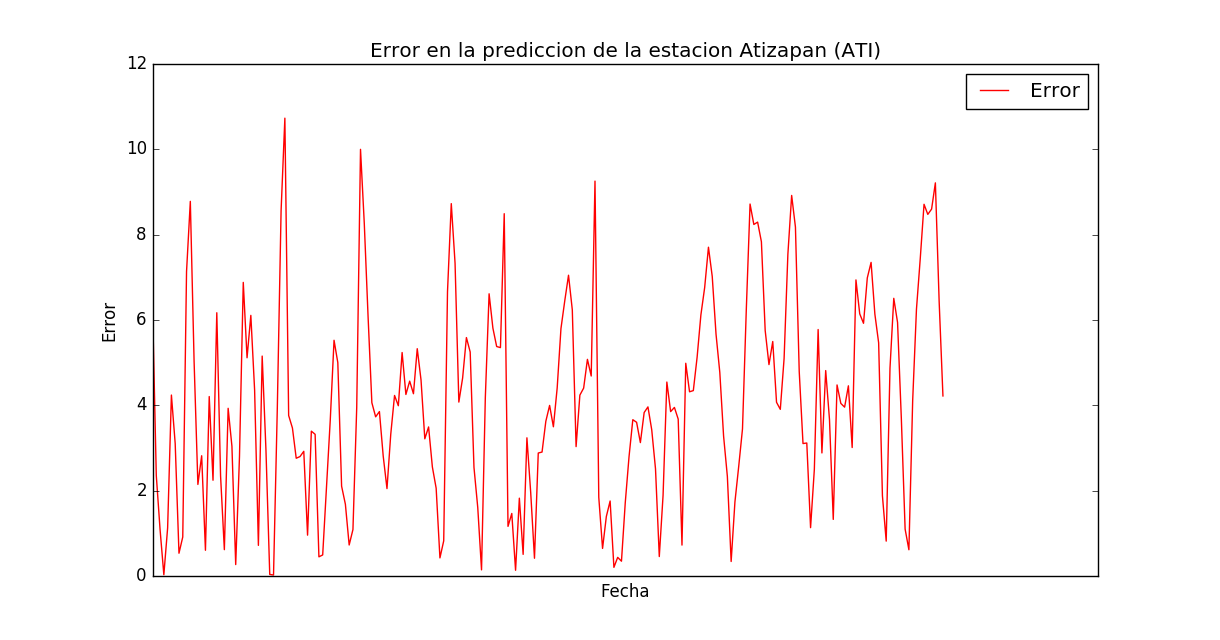 Error en la prediccion de la estacion Atizapan (ATI)
12
10
8
6
4
2
0
Error
Error
Fecha